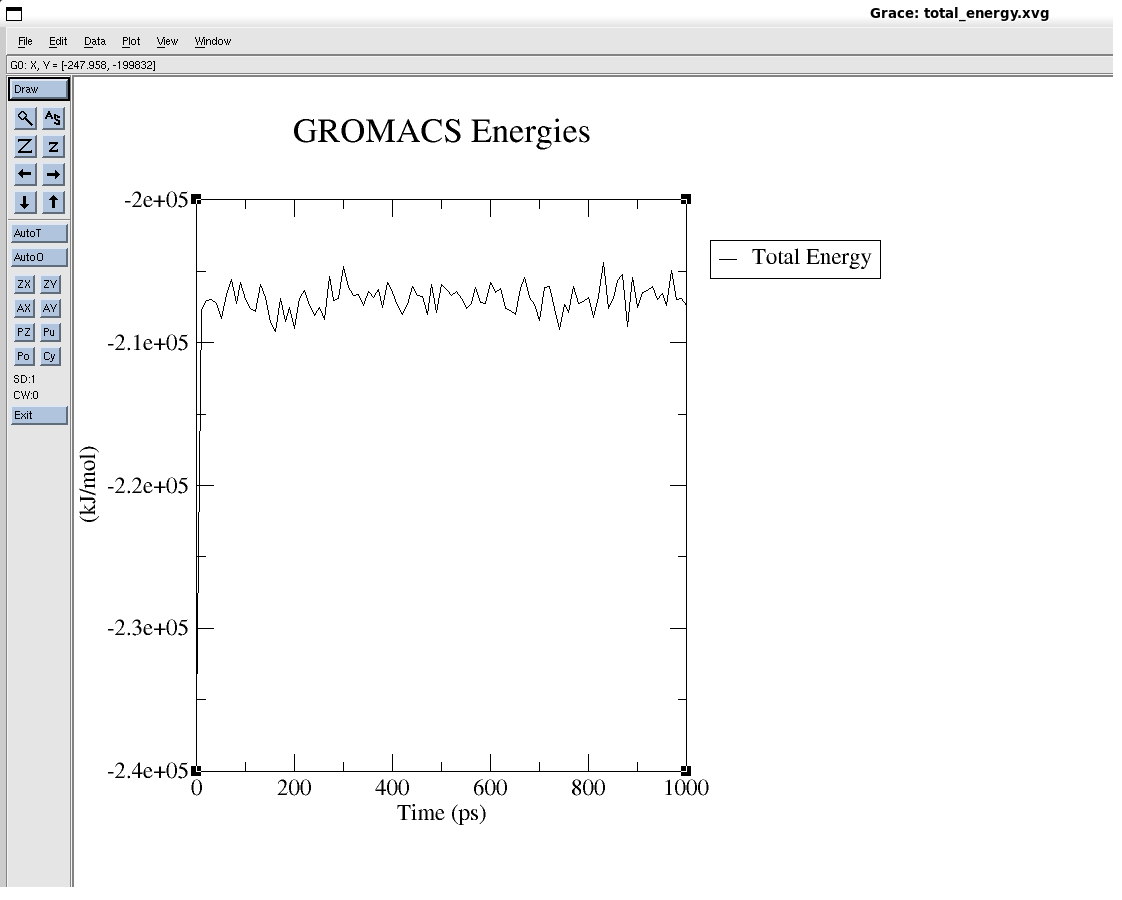 Grace: total_energy.xvg
File Edit Data Plot View Window
G0: X, Y = [-247.958, -199832]
Draw
AS
Z z
AutoT
AutoO
ZX ZY
AX AY
PZ Pu
Po Cy
SD:1
CW:0
Exit
GROMACS Energies
-2e+05
Total Energy
-2.1e+05
(kJ/mol)
-2.2e+05
-2.3e+05
-2.4e+05
0 200 400 600 800 1000
Time (ps)